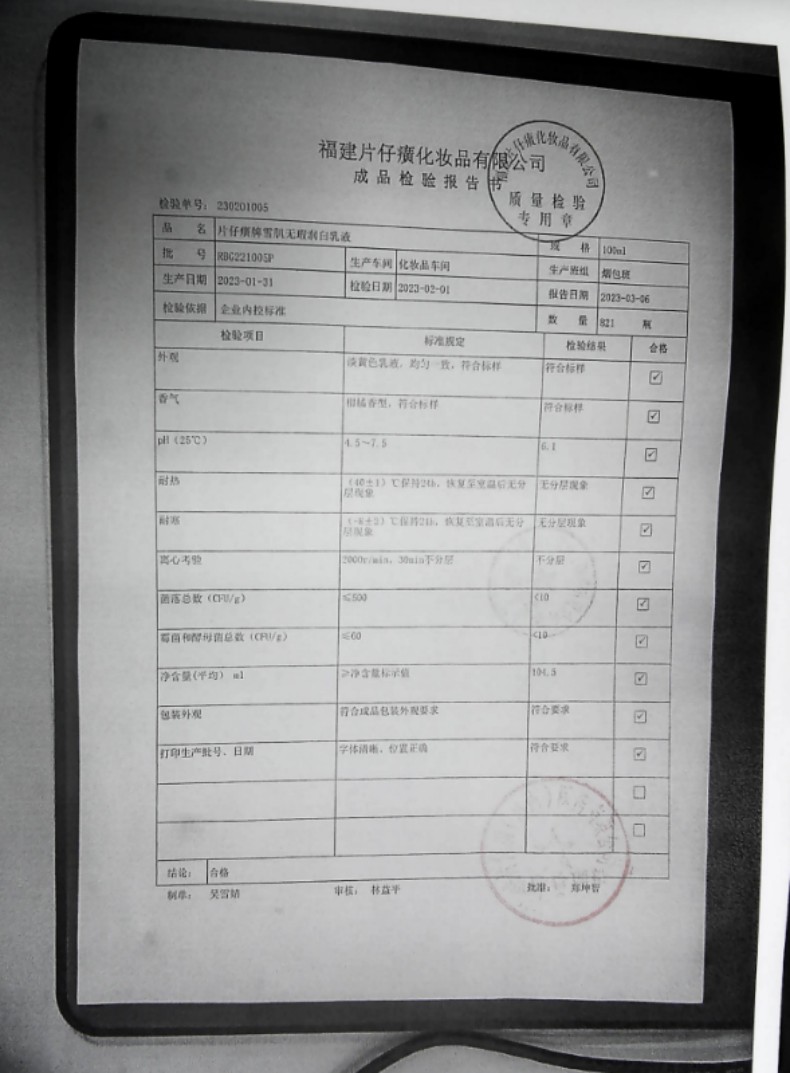 福建片仔癀化妆品有限公司
成品检验报告书
片仔癀化妆品有限公司
质量检验
专用章
检验单号: 230201005
品 名 片仔癀牌雪肌无瑕润白乳液 规 格 100ml
批 号 RBG221005P 生产车间 化妆品车间 生产班组 烟包班
生产日期 2023-01-31 检验日期 2023-02-01 报告日期 2023-03-06
检验依据 企业内控标准 数 量 821 瓶
检验项目 标准规定 检验结果 合格
外观 淡黄色乳液,均匀一致,符合标样 符合标样 ☑
香气 柑橘香型,符合标样 符合标样 ☑
pH(25℃) 4.5~7.5 6.1 ☑
耐热 (40±1)℃保持24h,恢复至室温后无分 无分层现象 ☑
层现象
耐寒 (-8±2)℃保持24h,恢复至室温后无分 无分层现象 ☑
层现象
离心考验 2000r/min,30min不分层 不分层 ☑
菌落总数(CFU/g) ≤500 <10 ☑
霉菌和酵母菌总数(CFU/g) ≤60 <10 ☑
净含量(平均) ml ≥净含量标示值 104.5 ☑
包装外观 符合成品包装外观要求 符合要求 ☑
打印生产批号、日期 字体清晰、位置正确 符合要求 ☑
☐
☐
结论: 合格
制单: 吴雪婧 审核: 林益平 批准: 郑坤智